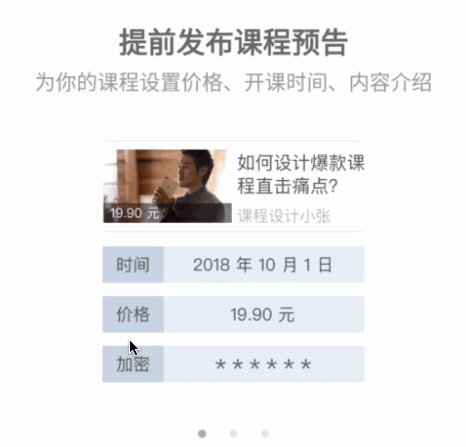 提前发布课程预告
为你的课程设置价格、开课时间、内容介绍
如何设计爆款课
程直击痛点?
19.90 元
课程设计小张
时间 2018 年 10 月 1 日
价格 19.90 元
加密 ******